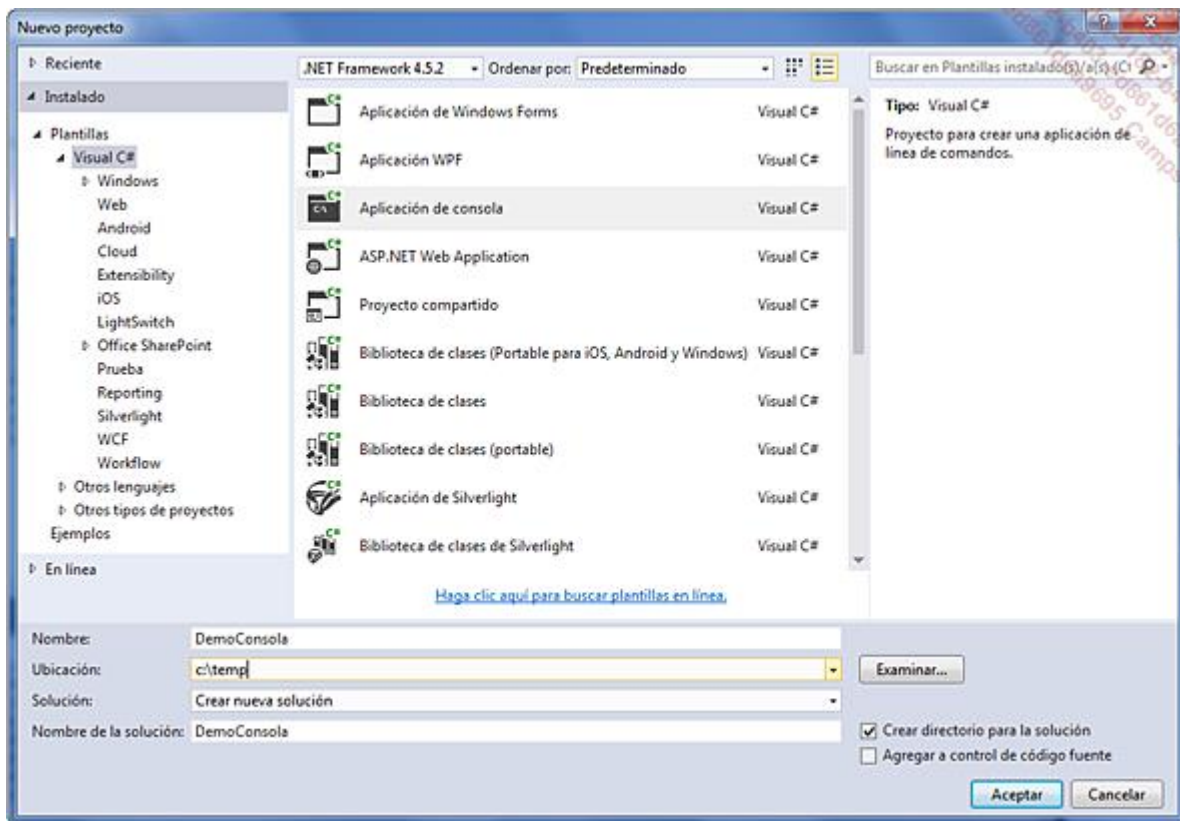 Nuevo proyecto
Reciente
.NET Framework 4.5.2
Ordenar por: Predeterminado
Instalado
Plantillas
Visual C#
Windows
Web
Android
Cloud
Extensibility
iOS
LightSwitch
Office SharePoint
Prueba
Reporting
Silverlight
WCF
Workflow
Otros lenguajes
Otros tipos de proyectos
Ejemplos
En línea
Aplicación de Windows Forms Visual C#
Aplicación WPF Visual C#
Aplicación de consola Visual C#
ASP.NET Web Application Visual C#
Proyecto compartido Visual C#
Biblioteca de clases (Portable para iOS, Android y Windows) Visual C#
Biblioteca de clases Visual C#
Biblioteca de clases (portable) Visual C#
Aplicación de Silverlight Visual C#
Biblioteca de clases de Silverlight Visual C#
Haga clic aquí para buscar plantillas en línea.
Buscar en Plantillas instalado(s)/a(s) (Ct
Tipo: Visual C#
Proyecto para crear una aplicación de
línea de comandos.
Nombre: DemoConsola
Ubicación: c:\temp
Examinar...
Solución: Crear nueva solución
Nombre de la solución: DemoConsola
Crear directorio para la solución
Agregar a control de código fuente
Aceptar
Cancelar